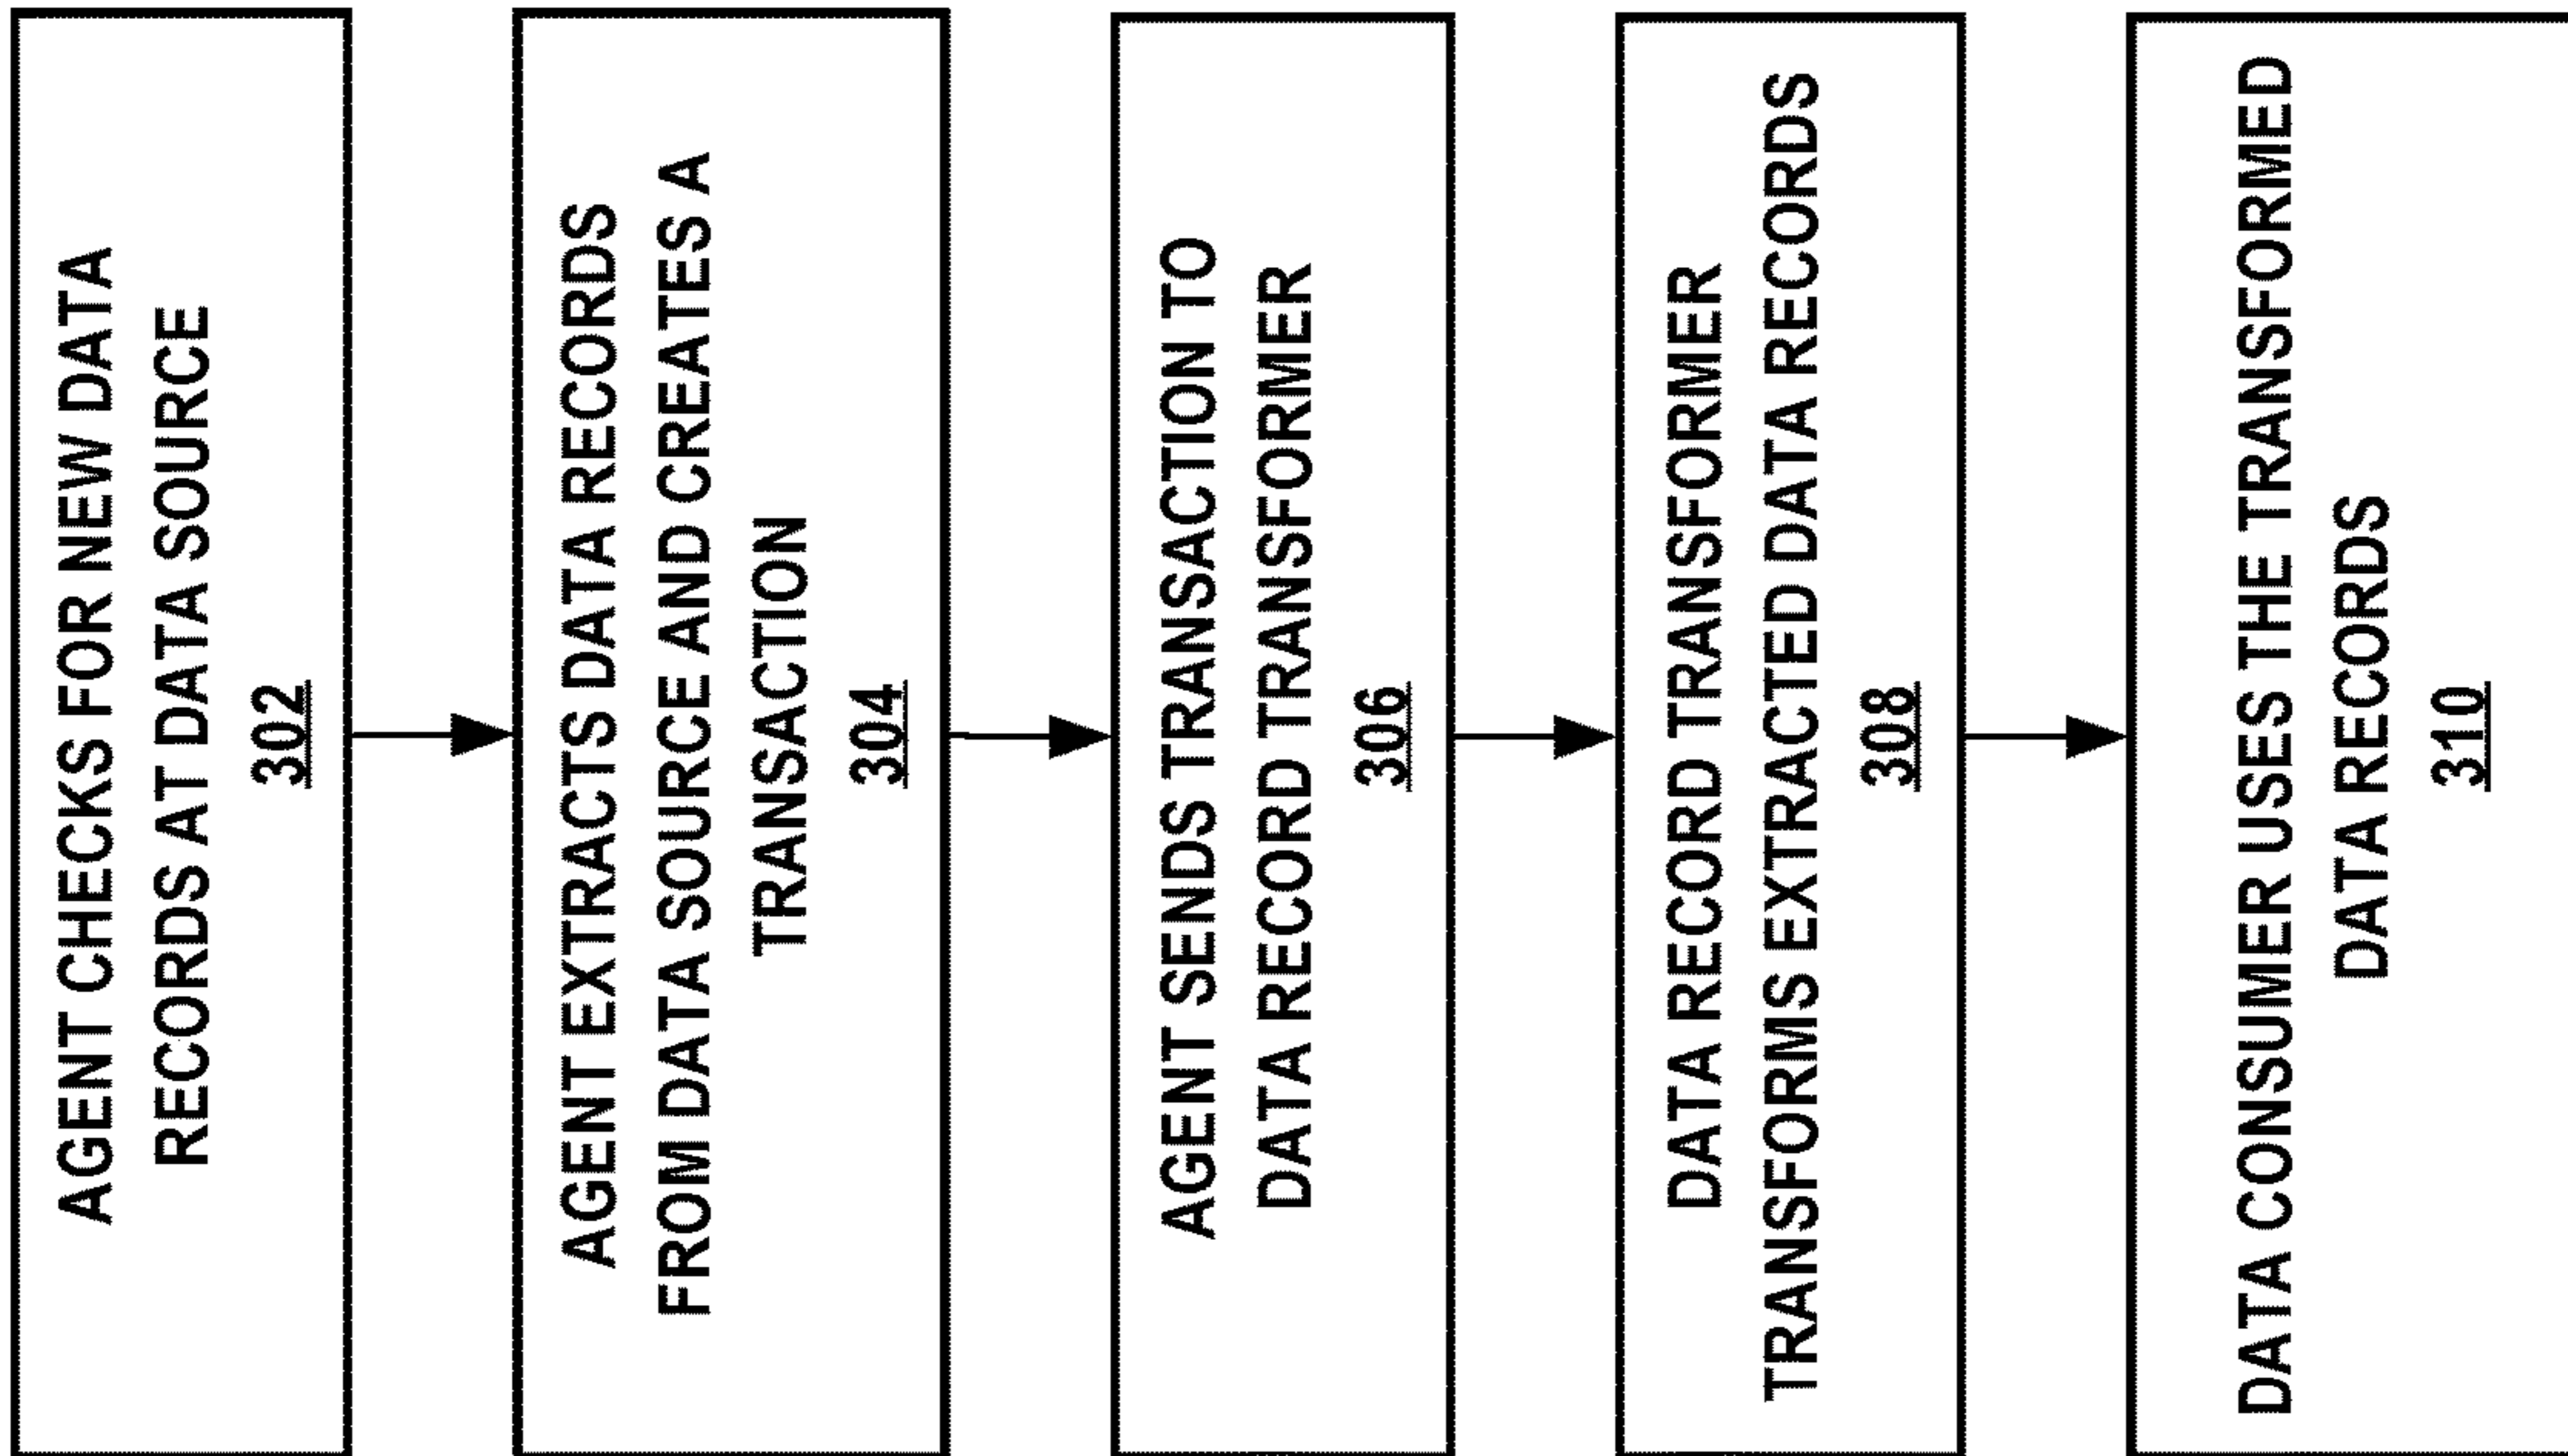 AGENT CHECKS FOR NEW DATA
RECORDS AT DATA SOURCE
302
AGENT EXTRACTS DATA RECORDS
FROM DATA SOURCE AND CREATES A
TRANSACTION
304
AGENT SENDS TRANSACTION TO
DATA RECORD TRANSFORMER
306
DATA RECORD TRANSFORMER
TRANSFORMS EXTRACTED DATA RECORDS
308
DATA CONSUMER USES THE TRANSFORMED
DATA RECORDS
310